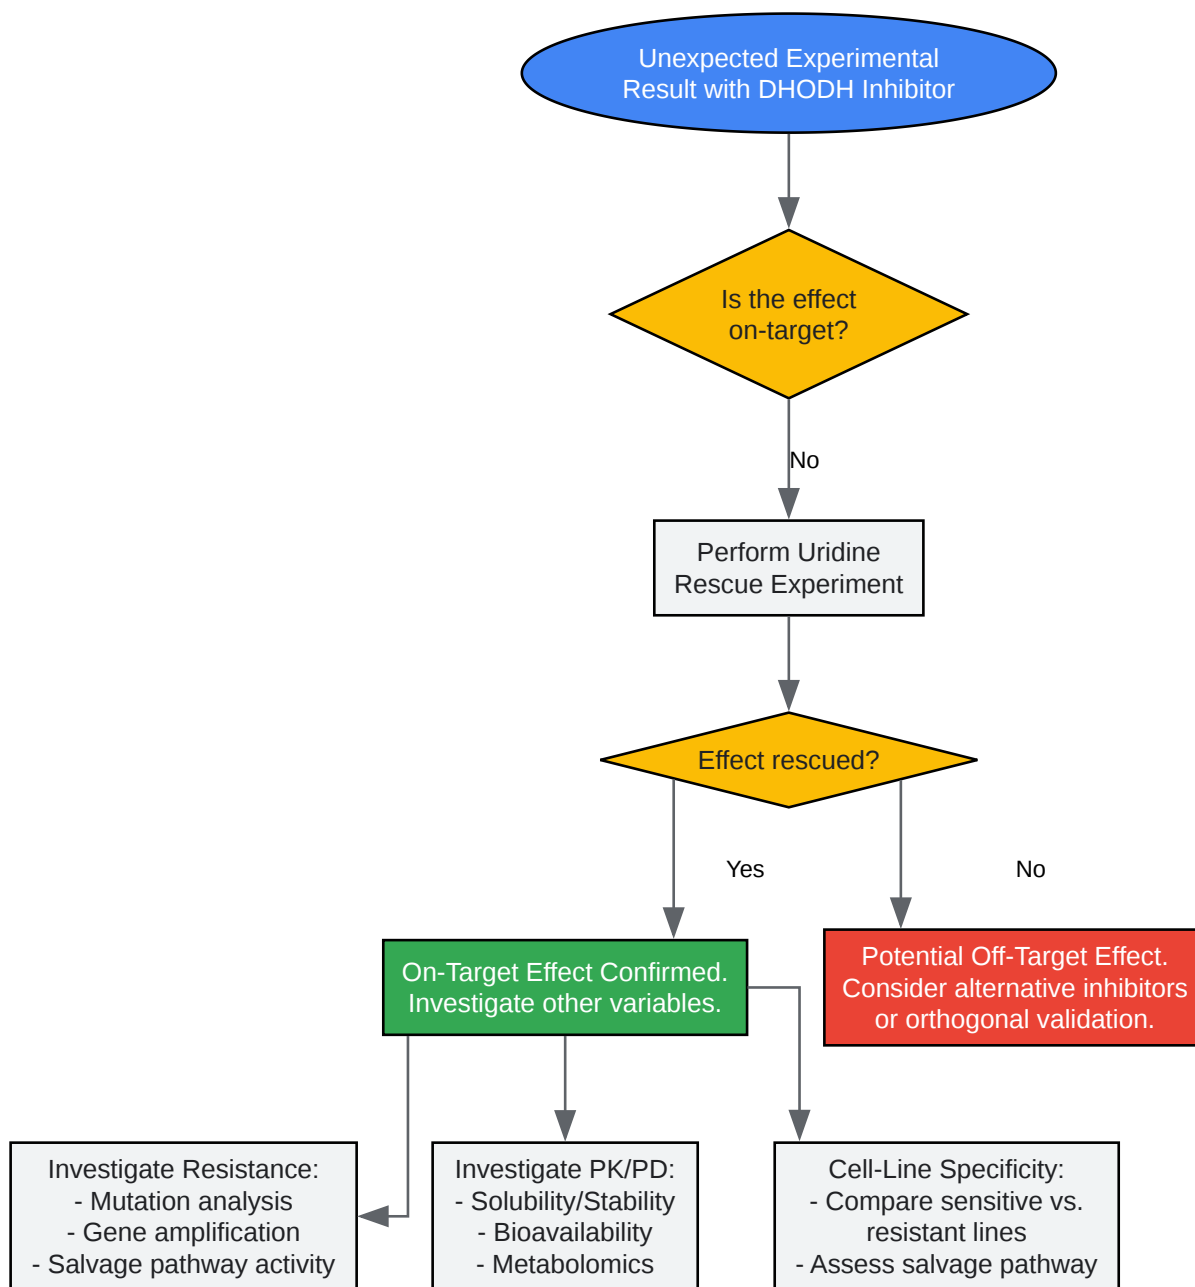 Unexpected Experimental
Result with DHODH Inhibitor
Is the effect
on-target?
No
Perform Uridine
Rescue Experiment
Effect rescued?
Yes
No
On-Target Effect Confirmed.
Investigate other variables.
Potential Off-Target Effect.
Consider alternative inhibitors
or orthogonal validation.
Investigate Resistance:
- Mutation analysis
- Gene amplification
- Salvage pathway activity
Investigate PK/PD:
- Solubility/Stability
- Bioavailability
- Metabolomics
Cell-Line Specificity:
- Compare sensitive vs.
resistant lines
- Assess salvage pathway